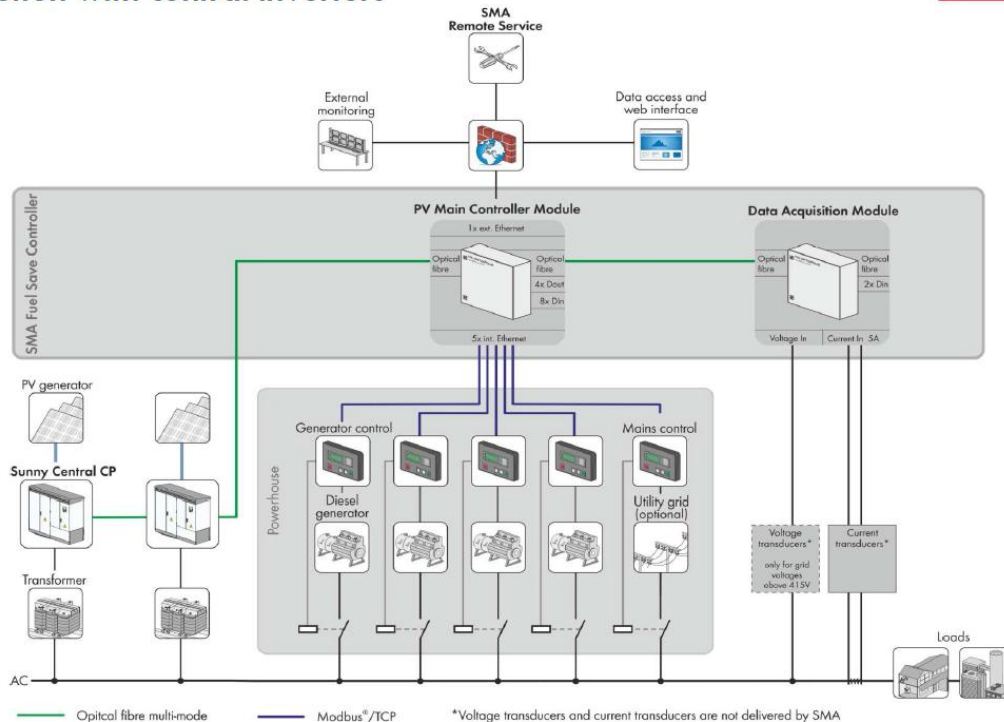 SMA
Remote Service
External
monitoring
Data access and
web interface
SMA Fuel Save Controller
PV Main Controller Module
1x ext. Ethernet
Optical
fibre
Optical
fibre
4x Dout
8x Din
5x int. Ethernet
Data Acquisition Module
Optical
fibre
Optical
fibre
2x Din
Voltage In
Current In 5A
PV generator
Sunny Central CP
Transformer
Powerhouse
Generator control
Mains control
Diesel
generator
Utility grid
(optional)
Voltage
transducers*
only for grid
voltages
above 415V
Current
transducers*
Loads
AC
Opitcal fibre multi-mode
Modbus®/TCP
*Voltage transducers and current transducers are not delivered by SMA